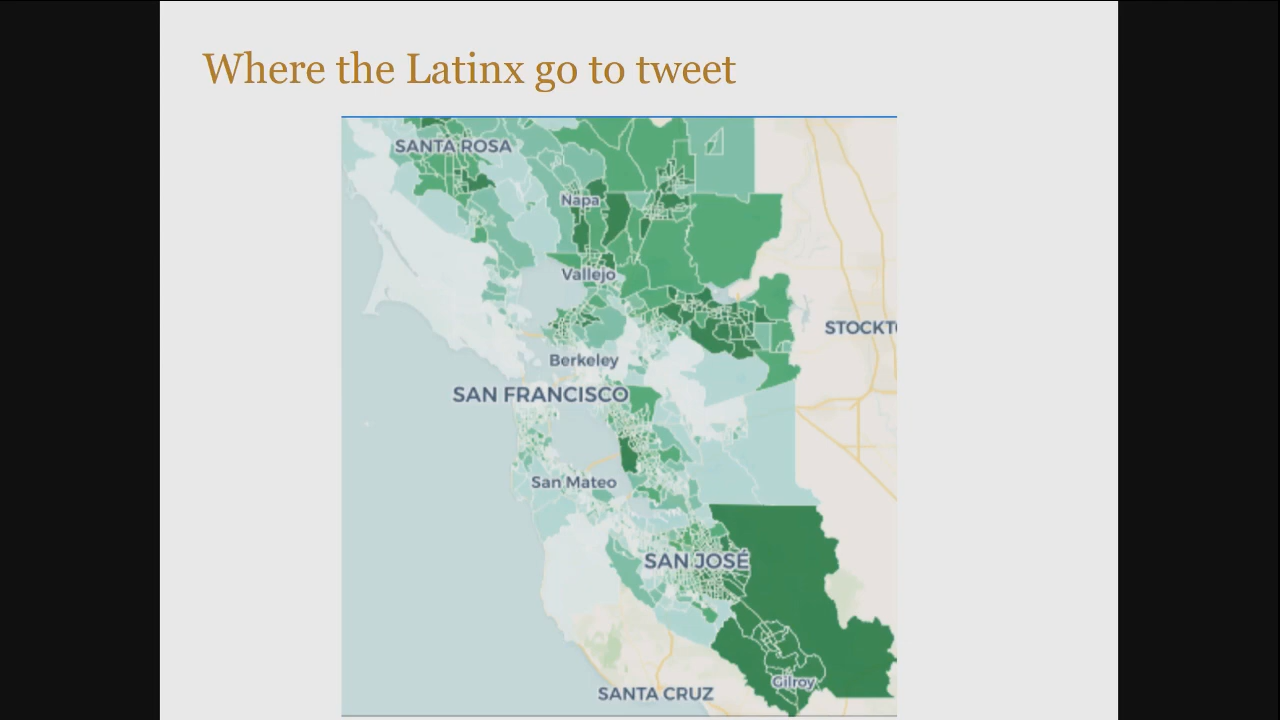 Where the Latinx go to tweet
SANTA ROSA
Napa
Vallejo
STOCKT
Berkeley
SAN FRANCISCO
San Mateo
SAN JOSÉ
Gilroy
SANTA CRUZ